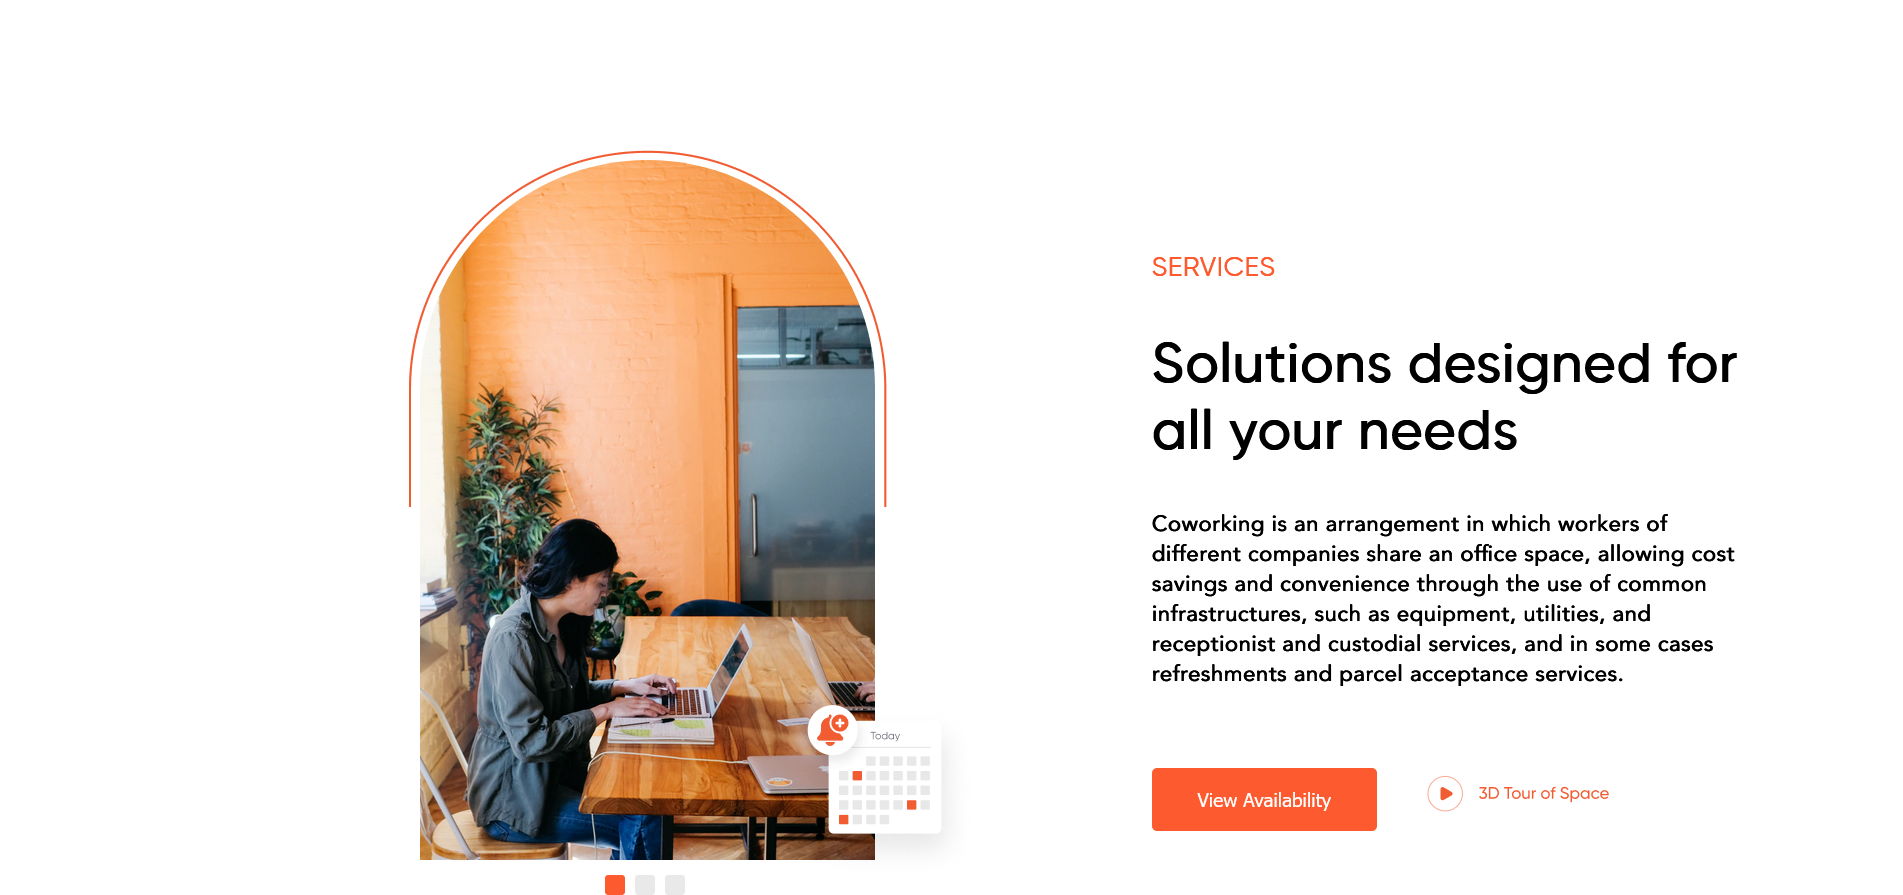 SERVICES
Solutions designed for
all your needs
Coworking is an arrangement in which workers of
different companies share an office space, allowing cost
savings and convenience through the use of common
infrastructures, such as equipment, utilities, and
receptionist and custodial services, and in some cases
refreshments and parcel acceptance services.
Today
View Availability
3D Tour of Space